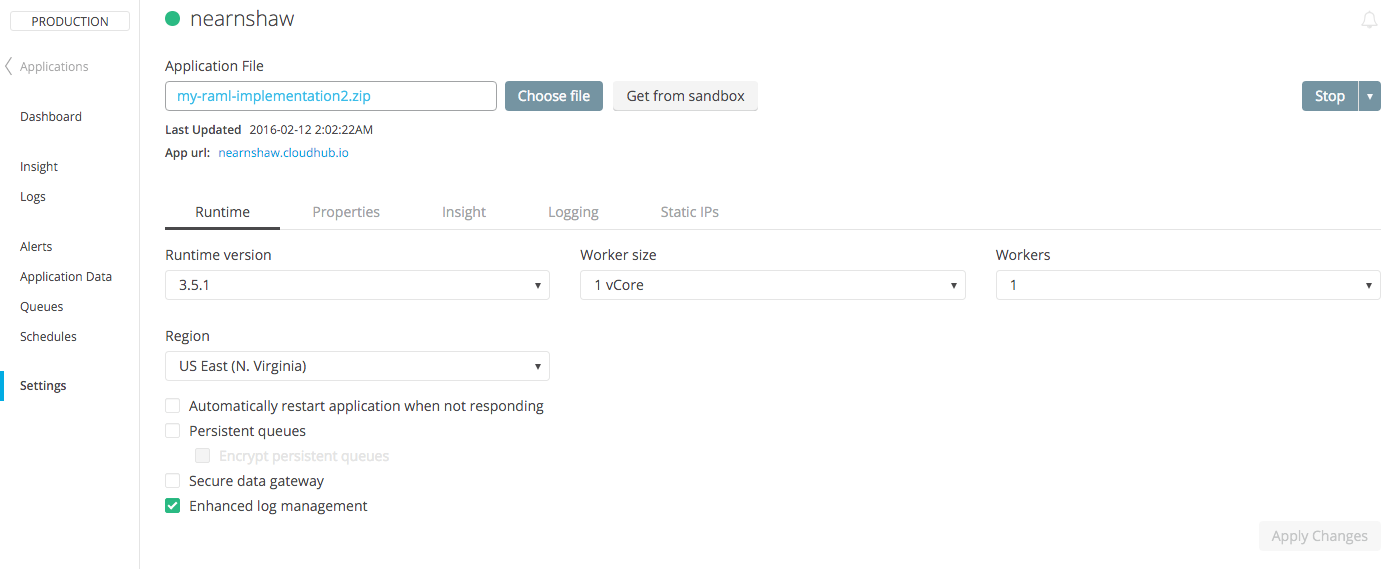 PRODUCTION
Applications
Dashboard
Insight
Logs
Alerts
Application Data
Queues
Schedules
Settings
nearnshaw
Application File
my-raml-implementation2.zip Choose file Get from sandbox Stop
Last Updated 2016-02-12 2:02:22AM
App url: nearnshaw.cloudhub.io
Runtime Properties Insight Logging Static IPs
Runtime version Worker size Workers
3.5.1 1 vCore 1
Region
US East (N. Virginia)
Automatically restart application when not responding
Persistent queues
Encrypt persistent queues
Secure data gateway
Enhanced log management
Apply Changes